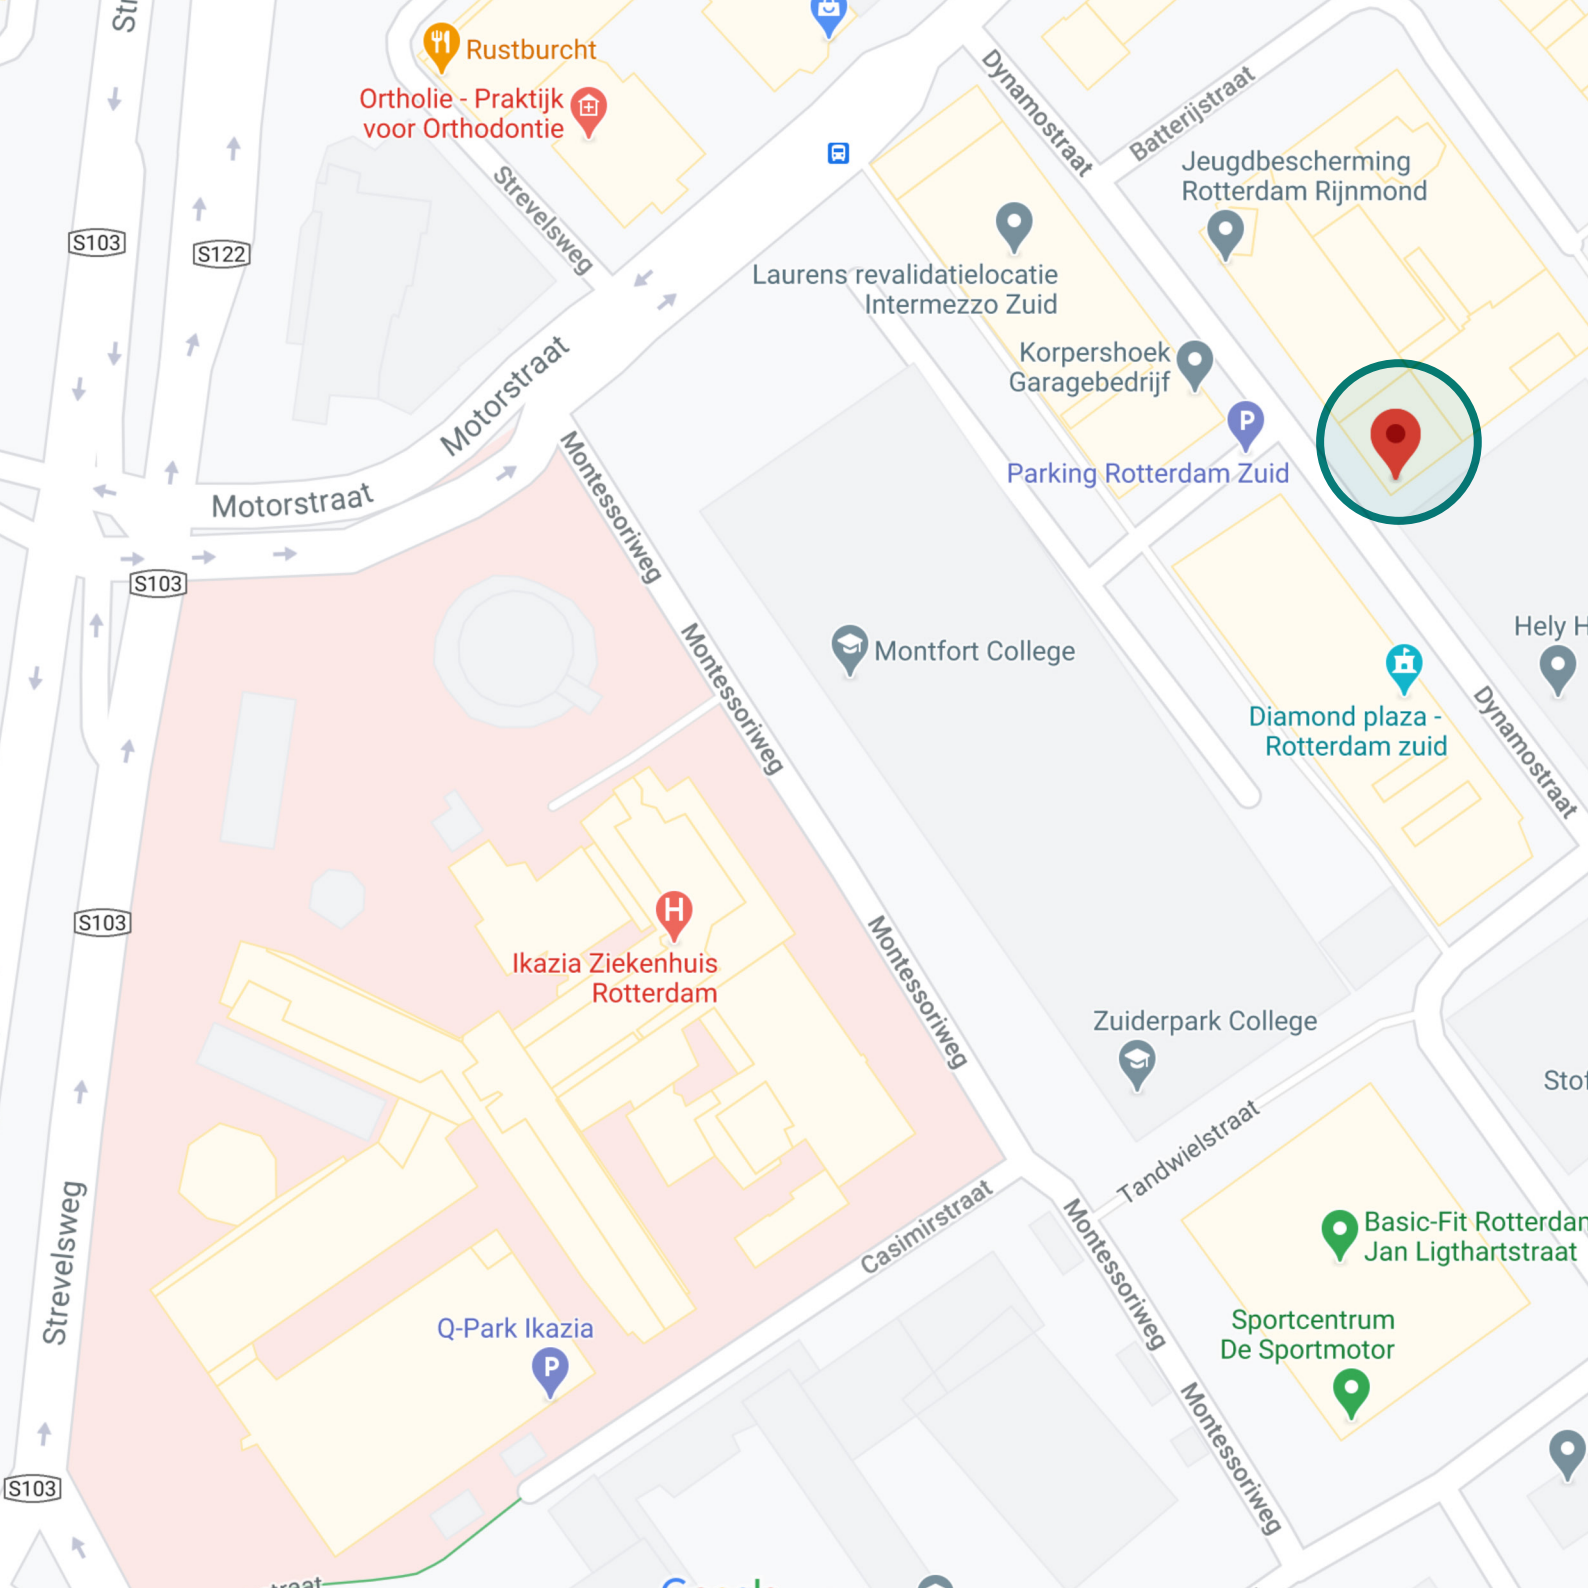 Rustburcht
Ortholie - Praktijk
voor Orthodontie
Strevelsweg
Dynamostraat
Batterijstraat
Jeugdbescherming
Rotterdam Rijnmond
S103
S122
Laurens revalidatielocatie
Intermezzo Zuid
Korpershoek
Garagebedrijf
P
Parking Rotterdam Zuid
Motorstraat
Motorstraat
Montessoriweg
S103
Montfort College
Montessoriweg
Hely H
Diamond plaza -
Rotterdam zuid
Dynamostraat
S103
H
Ikazia Ziekenhuis
Rotterdam
Montessoriweg
Zuiderpark College
Tandwielstraat
Strevelsweg
Casimirstraat
Montessoriweg
Basic-Fit Rotterdam
Jan Ligthartstraat
Q-Park Ikazia
P
Sportcentrum
De Sportmotor
Montessoriweg
S103